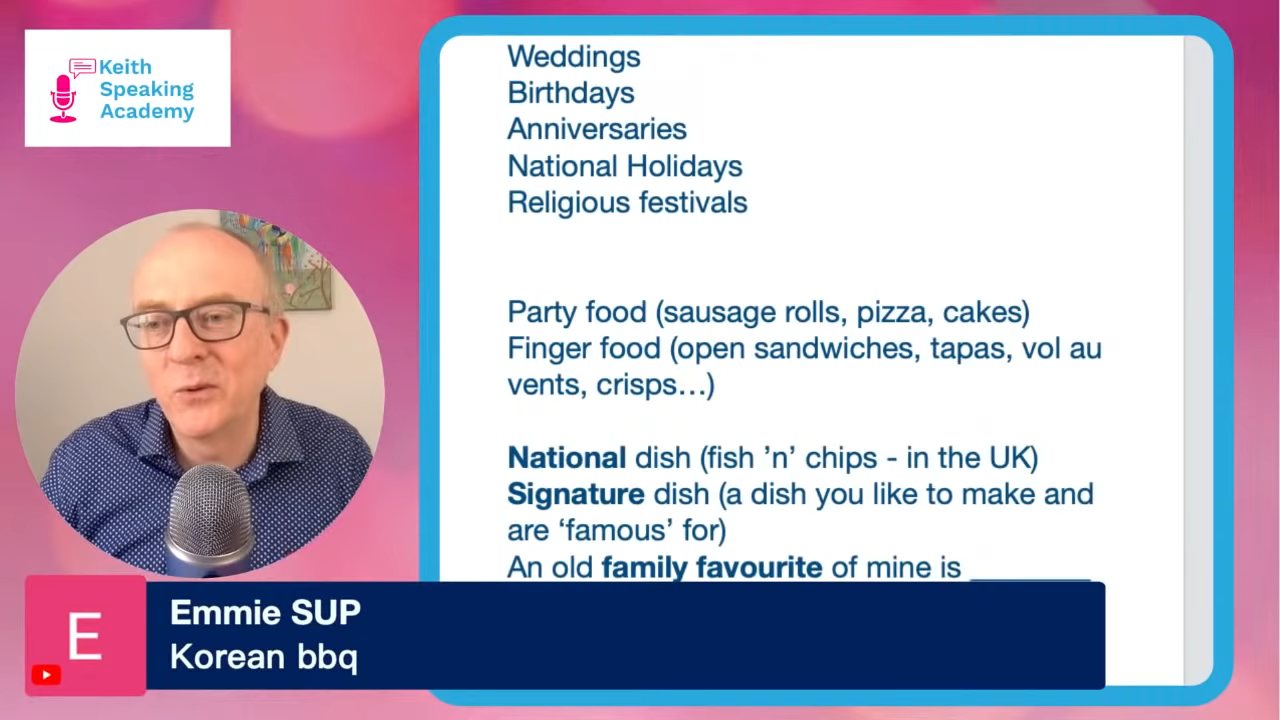 Keith
Speaking
Academy
Weddings
Birthdays
Anniversaries
National Holidays
Religious festivals
Party food (sausage rolls, pizza, cakes)
Finger food (open sandwiches, tapas, vol au
vents, crisps...)
National dish (fish ’n’ chips - in the UK)
Signature dish (a dish you like to make and
are ‘famous’ for)
An old family favourite of mine is ________
E
Emmie SUP
Korean bbq